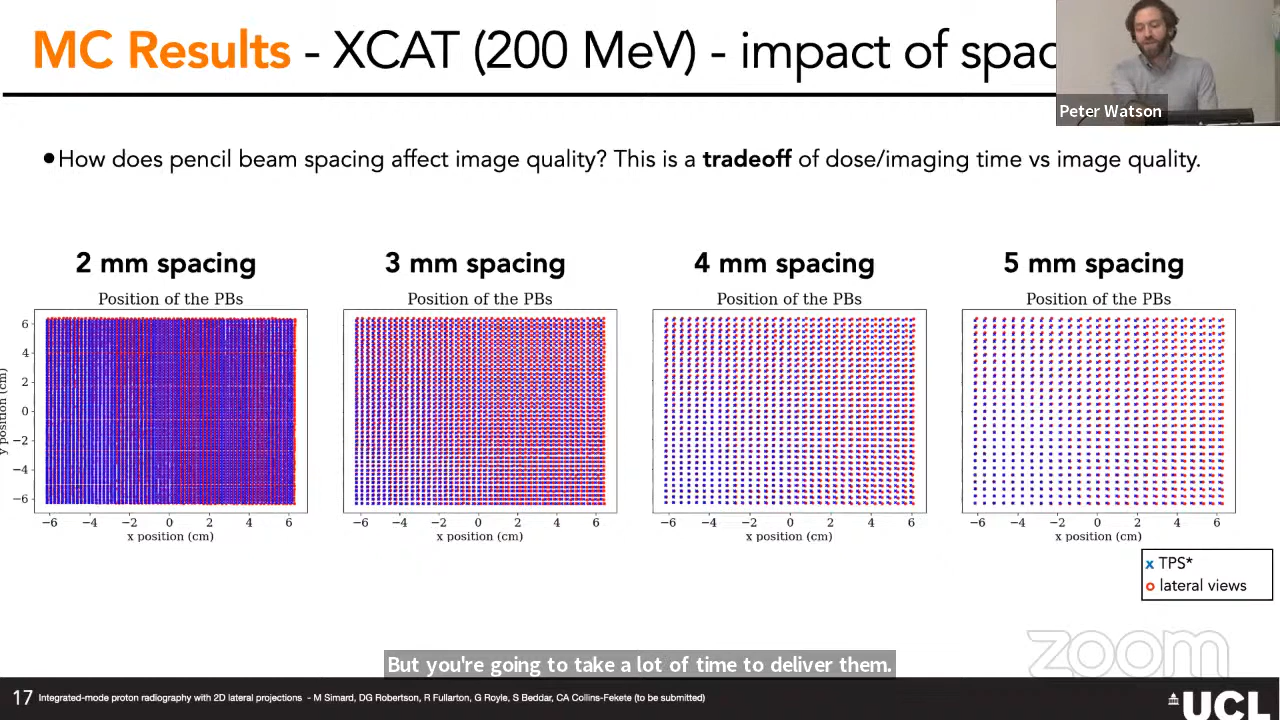 MC Results - XCAT (200 MeV) - impact of spac
Peter Watson
●How does pencil beam spacing affect image quality? This is a tradeoff of dose/imaging time vs image quality.
2 mm spacing
3 mm spacing
4 mm spacing
5 mm spacing
Position of the PBs
Position of the PBs
Position of the PBs
Position of the PBs
y position (cm)
6
4
2
0
−2
−4
−6
−6 −4 −2 0 2 4 6
−6 −4 −2 0 2 4 6
−6 −4 −2 0 2 4 6
−6 −4 −2 0 2 4 6
x position (cm)
x position (cm)
x position (cm)
x position (cm)
x TPS*
o lateral views
zoom
But you're going to take a lot of time to deliver them.
17 Integrated-mode proton radiography with 2D lateral projections - M Simard, DG Robertson, R Fullarton, G Royle, S Beddar, CA Collins-Fekete (to be submitted)
UCL